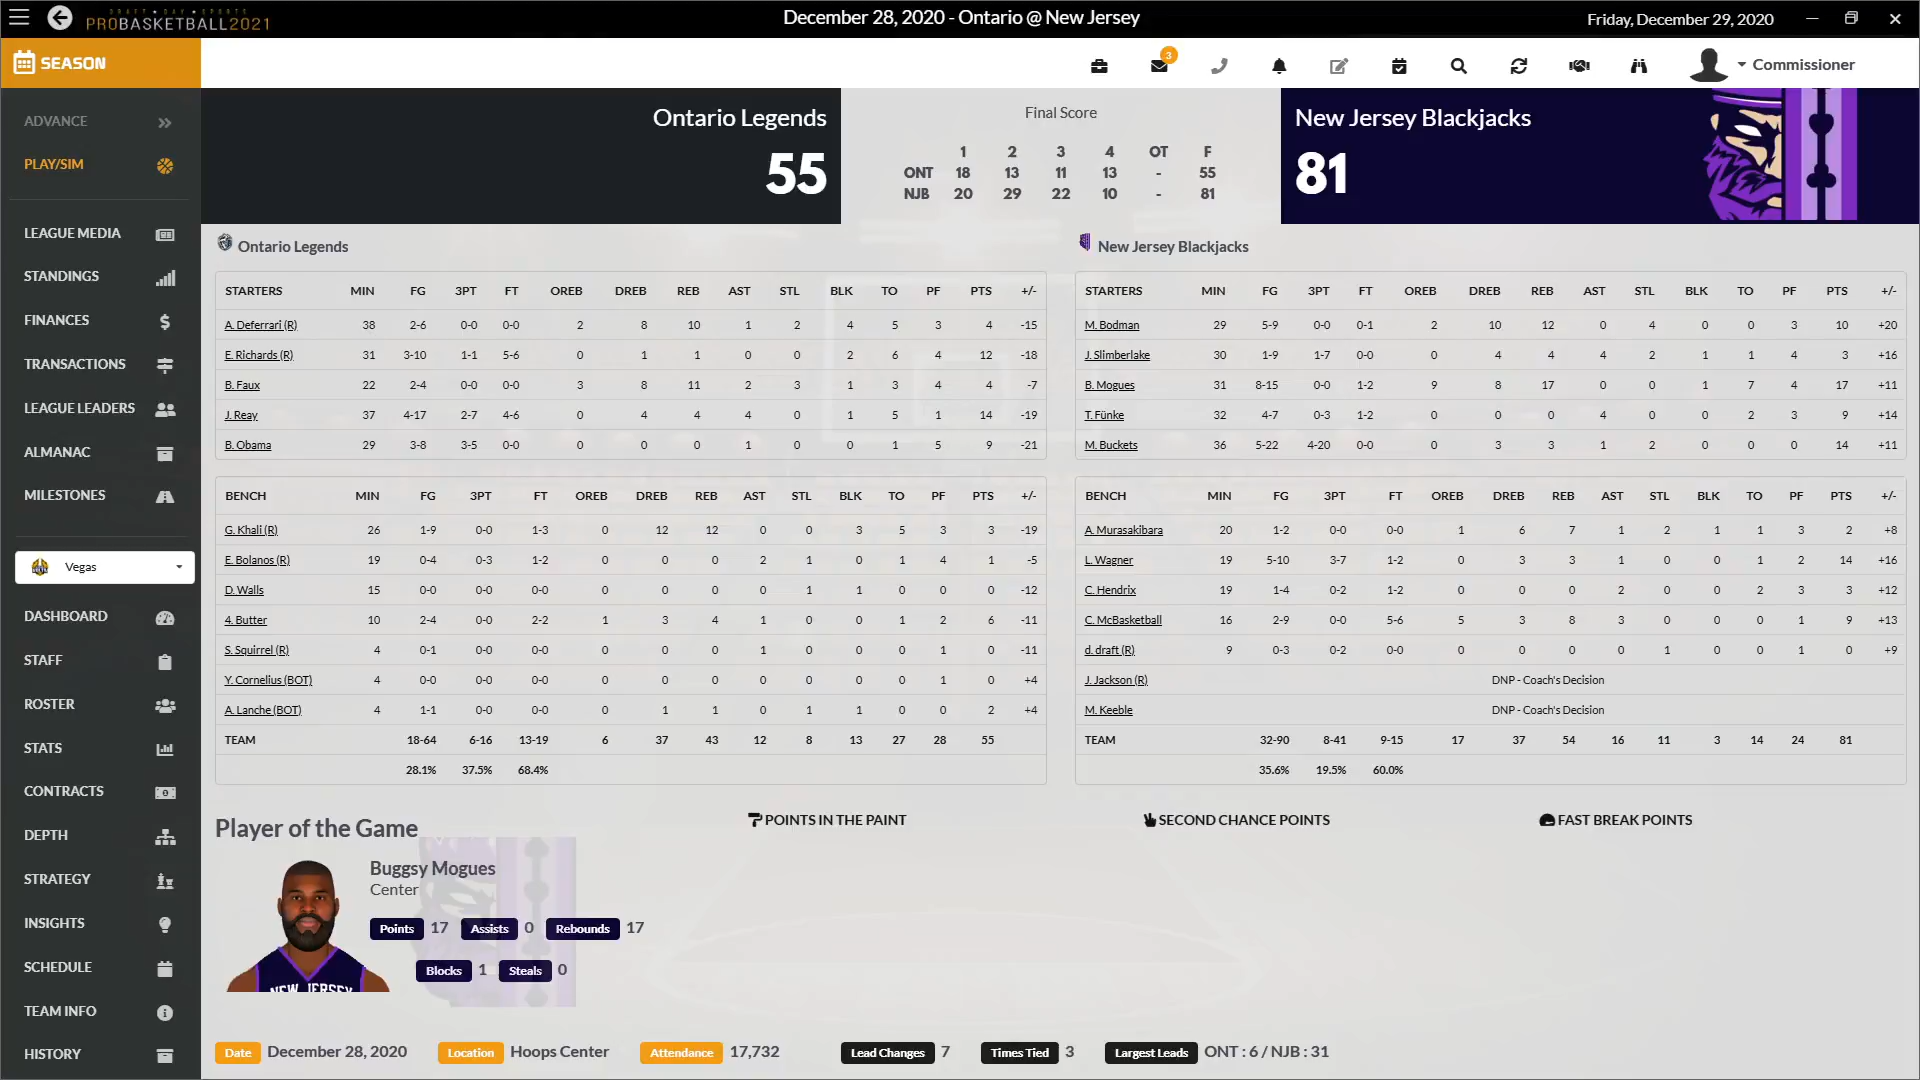 DRAFT DAY SPORTS
PROBASKETBALL2021
December 28, 2020 - Ontario @ New Jersey
Friday, December 29, 2020
SEASON
3
Commissioner
ADVANCE
PLAY/SIM
LEAGUE MEDIA
STANDINGS
FINANCES
TRANSACTIONS
LEAGUE LEADERS
ALMANAC
MILESTONES
Vegas
DASHBOARD
STAFF
ROSTER
STATS
CONTRACTS
DEPTH
STRATEGY
INSIGHTS
SCHEDULE
TEAM INFO
HISTORY
Ontario Legends
55
Final Score
1 2 3 4 OT F
ONT 18 13 11 13 - 55
NJB 20 29 22 10 - 81
New Jersey Blackjacks
81
Ontario Legends
STARTERS MIN FG 3PT FT OREB DREB REB AST STL BLK TO PF PTS +/-
A. Deferrari (R) 38 2-6 0-0 0-0 2 8 10 1 2 4 5 3 4 -15
E. Richards (R) 31 3-10 1-1 5-6 0 1 1 0 0 2 6 4 12 -18
B. Faux 22 2-4 0-0 0-0 3 8 11 2 3 1 3 4 4 -7
J. Reay 37 4-17 2-7 4-6 0 4 4 4 0 1 5 1 14 -19
B. Obama 29 3-8 3-5 0-0 0 0 0 1 0 0 1 5 9 -21
BENCH MIN FG 3PT FT OREB DREB REB AST STL BLK TO PF PTS +/-
G. Khali (R) 26 1-9 0-0 1-3 0 12 12 0 0 3 5 3 3 -19
E. Bolanos (R) 19 0-4 0-3 1-2 0 0 0 2 1 0 1 4 1 -5
D. Walls 15 0-0 0-0 0-0 0 0 0 0 1 1 0 0 0 -12
4. Butter 10 2-4 0-0 2-2 1 3 4 1 0 0 1 2 6 -11
S. Squirrel (R) 4 0-1 0-0 0-0 0 0 0 1 0 0 0 1 0 -11
Y. Cornelius (BOT) 4 0-0 0-0 0-0 0 0 0 0 0 0 0 1 0 +4
A. Lanche (BOT) 4 1-1 0-0 0-0 0 1 1 0 1 1 0 0 2 +4
TEAM 18-64 6-16 13-19 6 37 43 12 8 13 27 28 55
28.1% 37.5% 68.4%
New Jersey Blackjacks
STARTERS MIN FG 3PT FT OREB DREB REB AST STL BLK TO PF PTS +/-
M. Bodman 29 5-9 0-0 0-1 2 10 12 0 4 0 0 3 10 +20
J. Slimberlake 30 1-9 1-7 0-0 0 4 4 4 2 1 1 4 3 +16
B. Mogues 31 8-15 0-0 1-2 9 8 17 0 0 1 7 4 17 +11
T. Fünke 32 4-7 0-3 1-2 0 0 0 4 0 0 2 3 9 +14
M. Buckets 36 5-22 4-20 0-0 0 3 3 1 2 0 0 0 14 +11
BENCH MIN FG 3PT FT OREB DREB REB AST STL BLK TO PF PTS +/-
A. Murasakibara 20 1-2 0-0 0-0 1 6 7 1 2 1 1 3 2 +8
L. Wagner 19 5-10 3-7 1-2 0 3 3 1 0 0 1 2 14 +16
C. Hendrix 19 1-4 0-2 1-2 0 0 0 2 0 0 2 3 3 +12
C. McBasketball 16 2-9 0-0 5-6 5 3 8 3 0 0 0 1 9 +13
d. draft (R) 9 0-3 0-2 0-0 0 0 0 0 1 0 0 1 0 +9
J. Jackson (R) DNP - Coach's Decision
M. Keeble DNP - Coach's Decision
TEAM 32-90 8-41 9-15 17 37 54 16 11 3 14 24 81
35.6% 19.5% 60.0%
Player of the Game
Buggsy Mogues
Center
Points 17 Assists 0 Rebounds 17
Blocks 1 Steals 0
NEW JERSEY
POINTS IN THE PAINT
SECOND CHANCE POINTS
FAST BREAK POINTS
Date December 28, 2020 Location Hoops Center Attendance 17,732 Lead Changes 7 Times Tied 3 Largest Leads ONT : 6 / NJB : 31